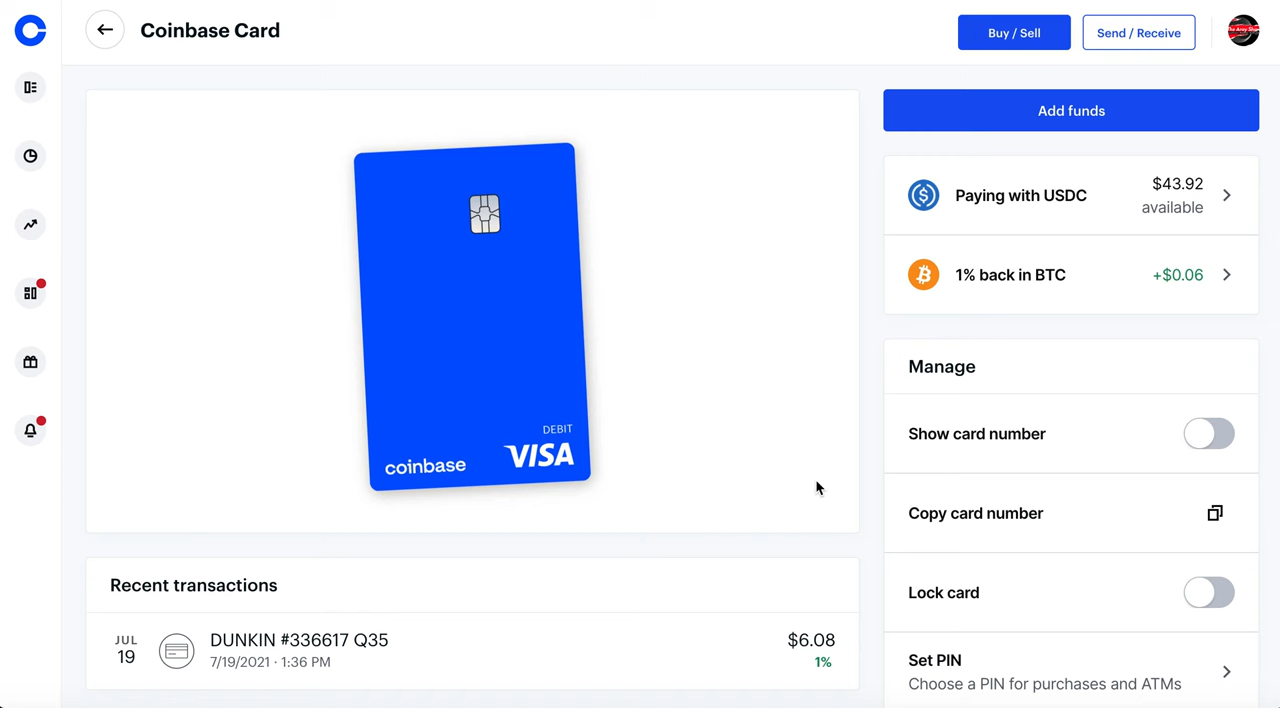 Coinbase Card
Buy / Sell
Send / Receive
DEBIT
VISA
coinbase
Recent transactions
JUL
19
DUNKIN #336617 Q35
7/19/2021 · 1:36 PM
$6.08
1%
Add funds
Paying with USDC
$43.92
available
1% back in BTC
+$0.06
Manage
Show card number
Copy card number
Lock card
Set PIN
Choose a PIN for purchases and ATMs